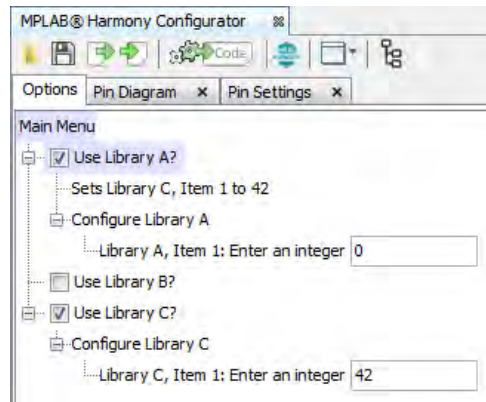 MPLAB® Harmony Configurator
Code
Options Pin Diagram Pin Settings
Main Menu
Use Library A?
Sets Library C, Item 1 to 42
Configure Library A
Library A, Item 1: Enter an integer 0
Use Library B?
Use Library C?
Configure Library C
Library C, Item 1: Enter an integer 42